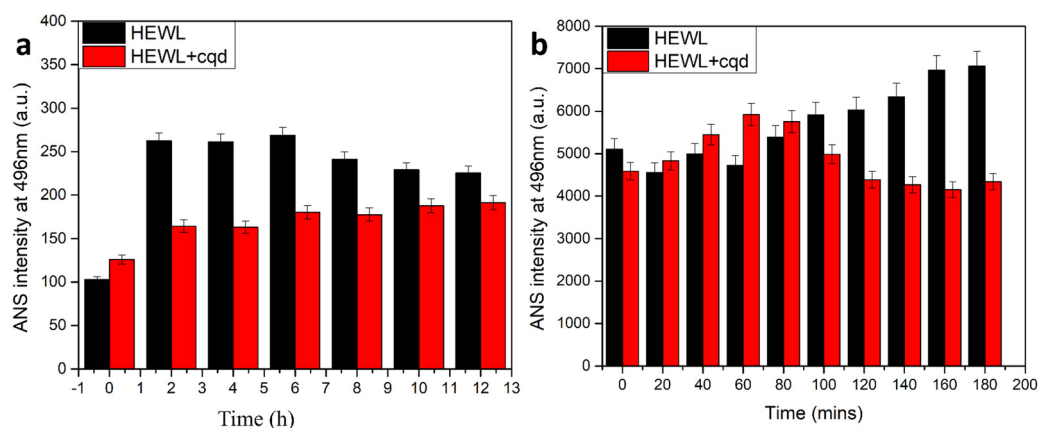 a
HEWL
HEWL+cqd
ANS intensity at 496nm (a.u.)
400
350
300
250
200
150
100
50
0
-1 0 1 2 3 4 5 6 7 8 9 10 11 12 13
Time (h)
b
HEWL
HEWL+cqd
ANS intensity at 496nm (a.u.)
8000
7000
6000
5000
4000
3000
2000
1000
0
0 20 40 60 80 100 120 140 160 180 200
Time (mins)